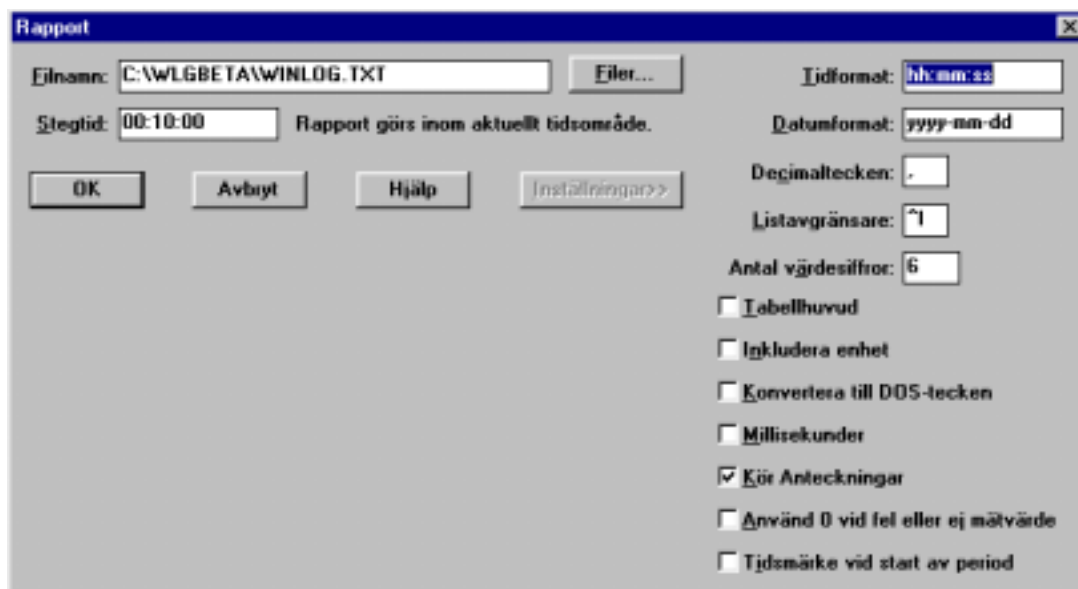 Rapport
Filnamn: C:\WLGBETA\WINLOG.TXT Filer...
Stegtid: 00:10:00 Rapport görs inom aktuellt tidsområde.
OK Avbryt Hjälp Inställningar>>
Tidformat: hh:mm:ss
Datumformat: yyyy-mm-dd
Decimaltecken:
Listavgränsare:
Antal värdesiffror: 6
Tabellhuvud
Inkludera enhet
Konvertera till DOS-tecken
Millisekunder
Kör Anteckningar
Använd 0 vid fel eller ej mätvärde
Tidsmärke vid start av period